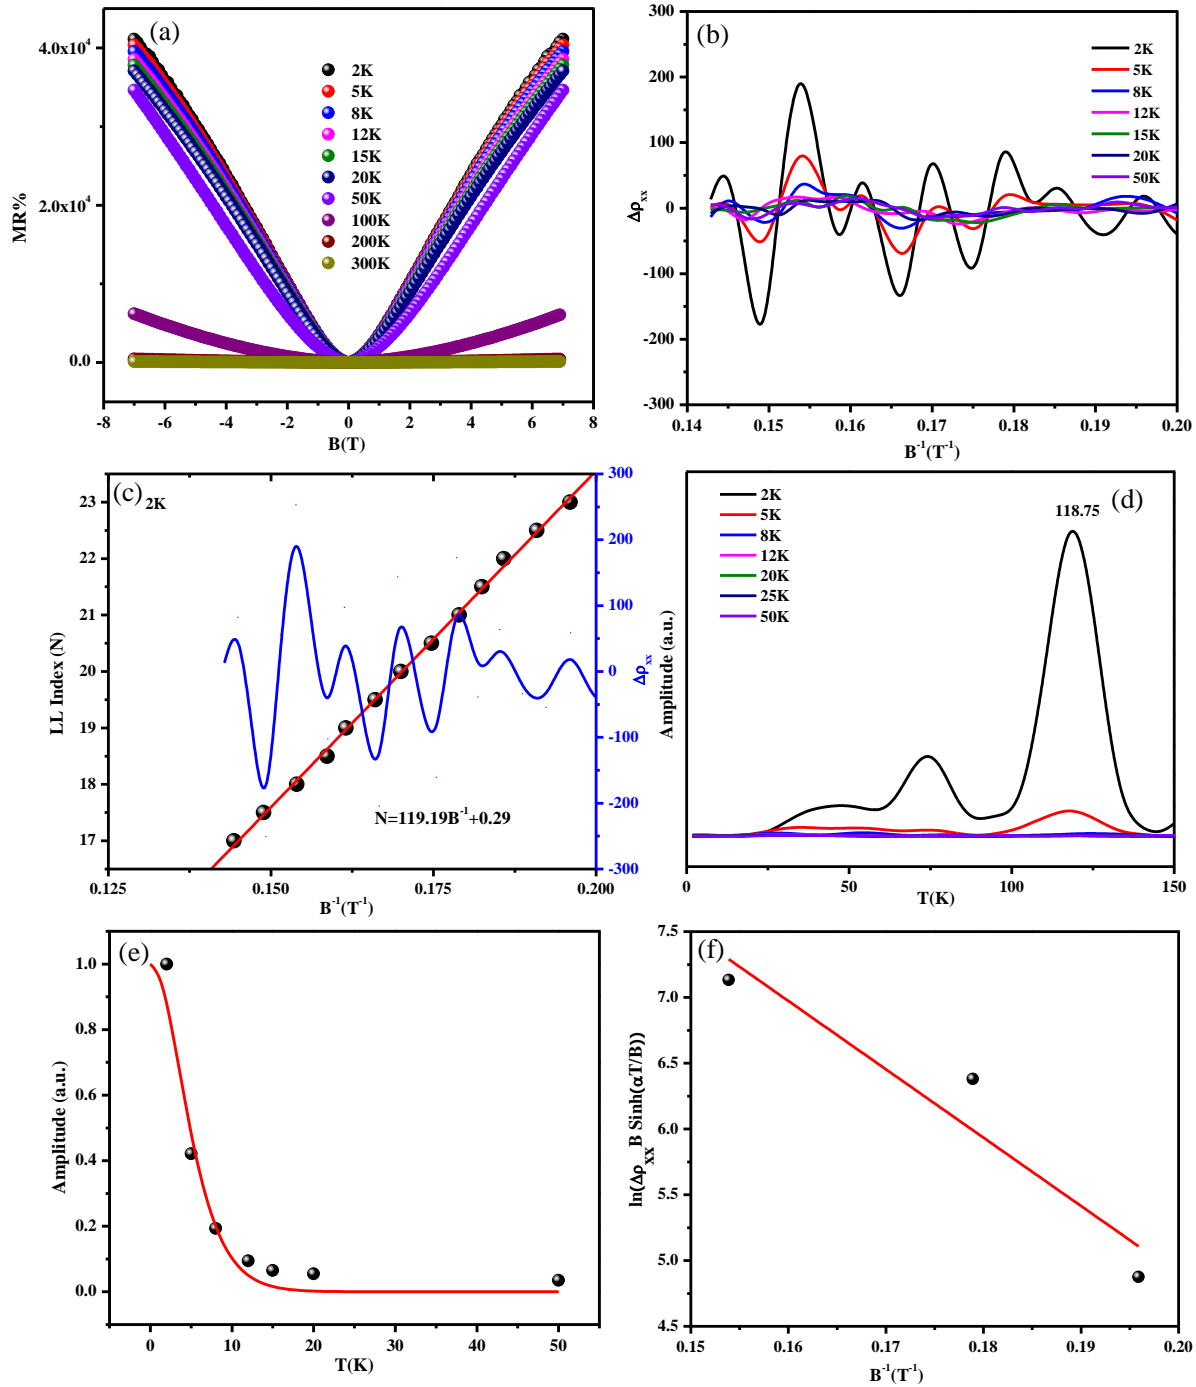 (a)
MR%
4.0x10⁴
2.0x10⁴
0.0
2K
5K
8K
12K
15K
20K
50K
100K
200K
300K
-8 -6 -4 -2 0 2 4 6 8
B(T)
(b)
Δρxx
300
200
100
0
-100
-200
-300
2K
5K
8K
12K
15K
20K
50K
0.14 0.15 0.16 0.17 0.18 0.19 0.20
B⁻¹(T⁻¹)
(c)
2K
LL Index (N)
23
22
21
20
19
18
17
300
200
100
0
-100
-200
-300
Δρxx
N=119.19B⁻¹+0.29
0.125 0.150 0.175 0.200
B⁻¹(T⁻¹)
(d)
118.75
2K
5K
8K
12K
20K
25K
50K
Amplitude (a.u.)
0 50 100 150
T(K)
(e)
Amplitude (a.u.)
1.0
0.8
0.6
0.4
0.2
0.0
0 10 20 30 40 50
T(K)
(f)
ln(Δρxx B Sinh(αT/B))
7.5
7.0
6.5
6.0
5.5
5.0
4.5
0.15 0.16 0.17 0.18 0.19 0.20
B⁻¹(T⁻¹)